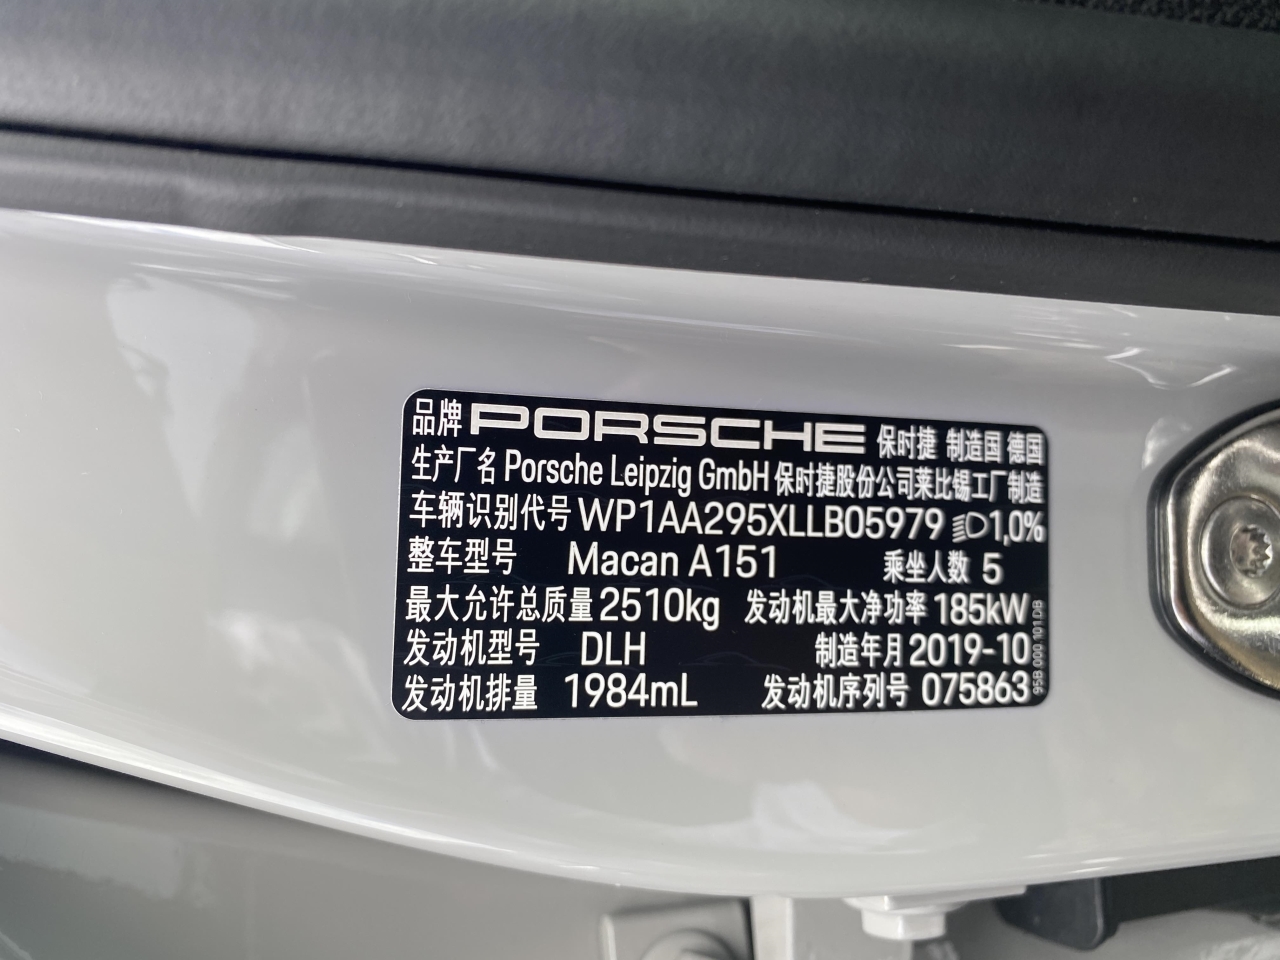 品牌 PORSCHE 保时捷 制造国 德国
生产厂名 Porsche Leipzig GmbH 保时捷股份公司莱比锡工厂制造
车辆识别代号 WP1AA295XLLB05979 1,0%
整车型号 Macan A151 乘坐人数 5
最大允许总质量 2510kg 发动机最大净功率 185kW
发动机型号 DLH 制造年月 2019-10
发动机排量 1984mL 发动机序列号 075863
95B.000.101.DB